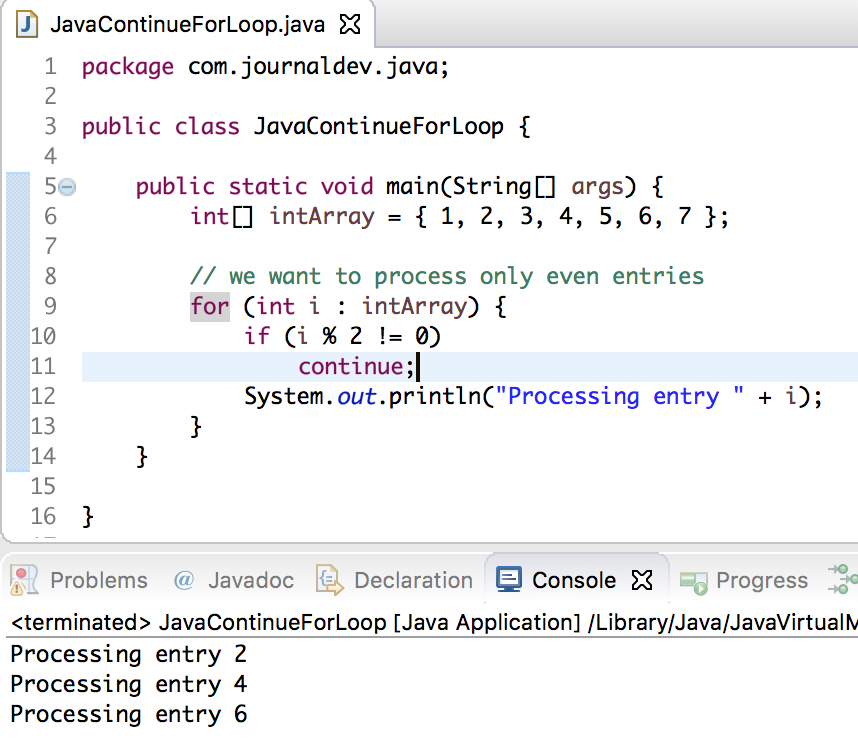 JavaContinueForLoop.java
1 package com.journaldev.java;
2
3 public class JavaContinueForLoop {
4
5 public static void main(String[] args) {
6 int[] intArray = { 1, 2, 3, 4, 5, 6, 7 };
7
8 // we want to process only even entries
9 for (int i : intArray) {
10 if (i % 2 != 0)
11 continue;
12 System.out.println("Processing entry " + i);
13 }
14 }
15
16 }
Problems @ Javadoc Declaration Console Progress
<terminated> JavaContinueForLoop [Java Application] /Library/Java/JavaVirtualM
Processing entry 2
Processing entry 4
Processing entry 6